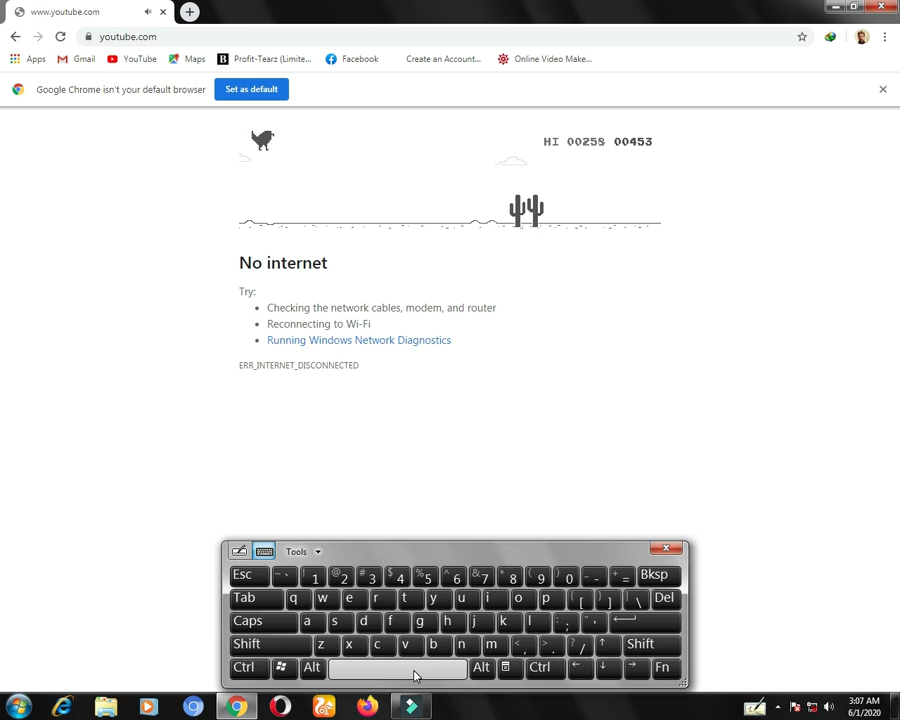 www.youtube.com
youtube.com
Apps Gmail YouTube Maps B Profit-Tearz (Limite... Facebook Create an Account... Online Video Make...
Google Chrome isn't your default browser Set as default
HI 00258 00453
No internet
Try:
• Checking the network cables, modem, and router
• Reconnecting to Wi-Fi
• Running Windows Network Diagnostics
ERR_INTERNET_DISCONNECTED
Tools
Esc ~ ` ! 1 @ 2 # 3 $ 4 % 5 ^ 6 & 7 * 8 ( 9 ) 0 _ - + = Bksp
Tab q w e r t y u i o p { [ } ] | \ Del
Caps a s d f g h j k l : ; " '
Shift z x c v b n m < , > . ? / ↑ Shift
Ctrl Alt Alt Ctrl ← ↓ → Fn
3:07 AM
6/1/2020